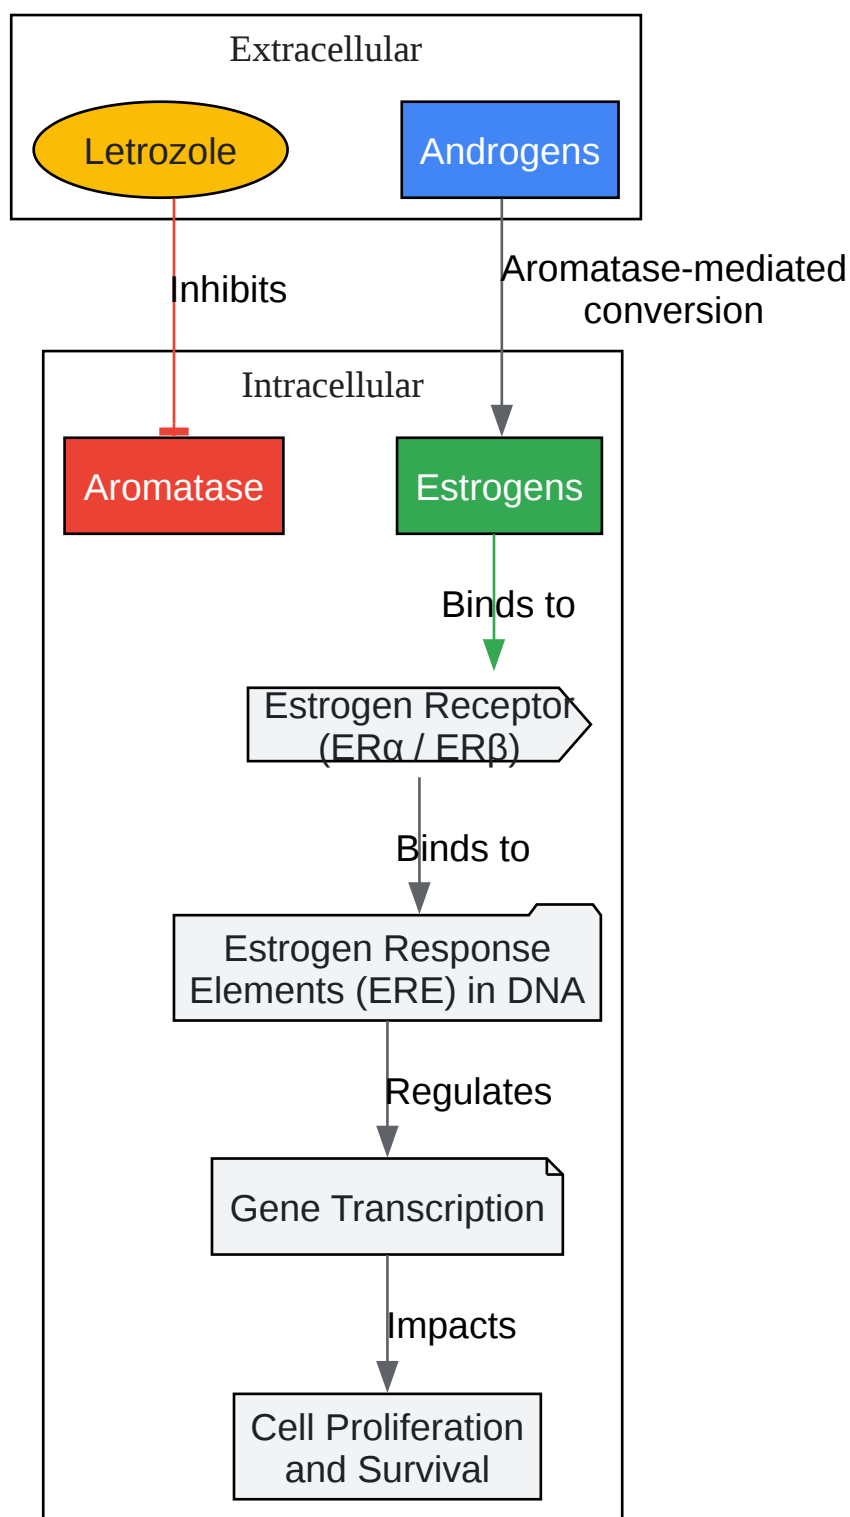 Extracellular
Letrozole
Androgens
Inhibits
Aromatase-mediated
conversion
Intracellular
Aromatase
Estrogens
Binds to
Estrogen Receptor
(ERα / ERβ)
Binds to
Estrogen Response
Elements (ERE) in DNA
Regulates
Gene Transcription
Impacts
Cell Proliferation
and Survival